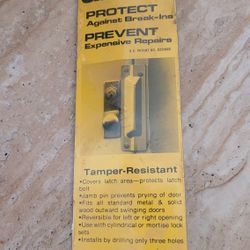 PROTECT
Against Break-Ins
PREVENT
Expensive Repairs
Tamper-Resistant
•Covers latch area—protects latch
bolt
•Jamb pin prevents prying of door
•Fits all standard metal & solid
wood outward swinging doors
•Reversible for left or right opening
•Use with cylindrical or mortise lock
sets
•Installs by drilling only three holes